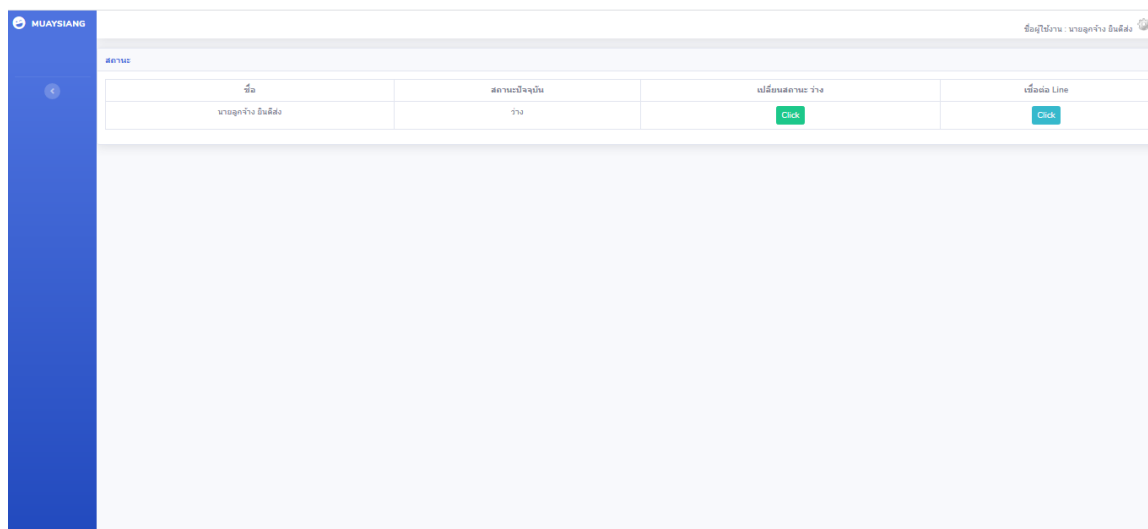 MUAYSIANG
ชื่อผู้ใช้งาน : นายลูกจ้าง ยินดีส่ง
สถานะ
ชื่อ สถานะปัจจุบัน เปลี่ยนสถานะ ว่าง เชื่อต่อ Line
นายลูกจ้าง ยินดีส่ง ว่าง Click Click